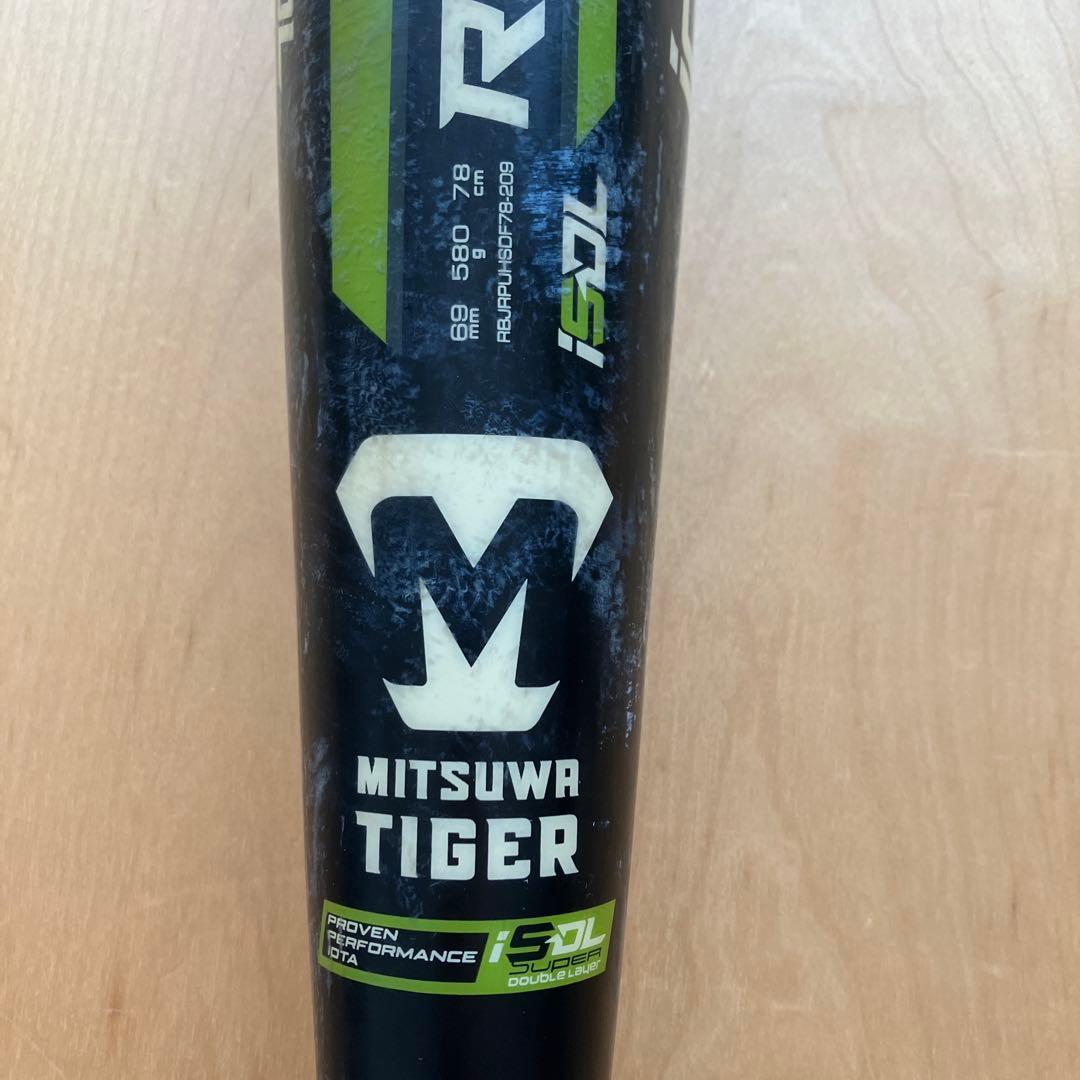 69 mm 580 g 78 cm
RBJRPUHSDF78-209
iSDL
MITSUWA
TIGER
PROVEN
PERFORMANCE
iOTA
iSDL
SUPER
DOUBLE LAYER